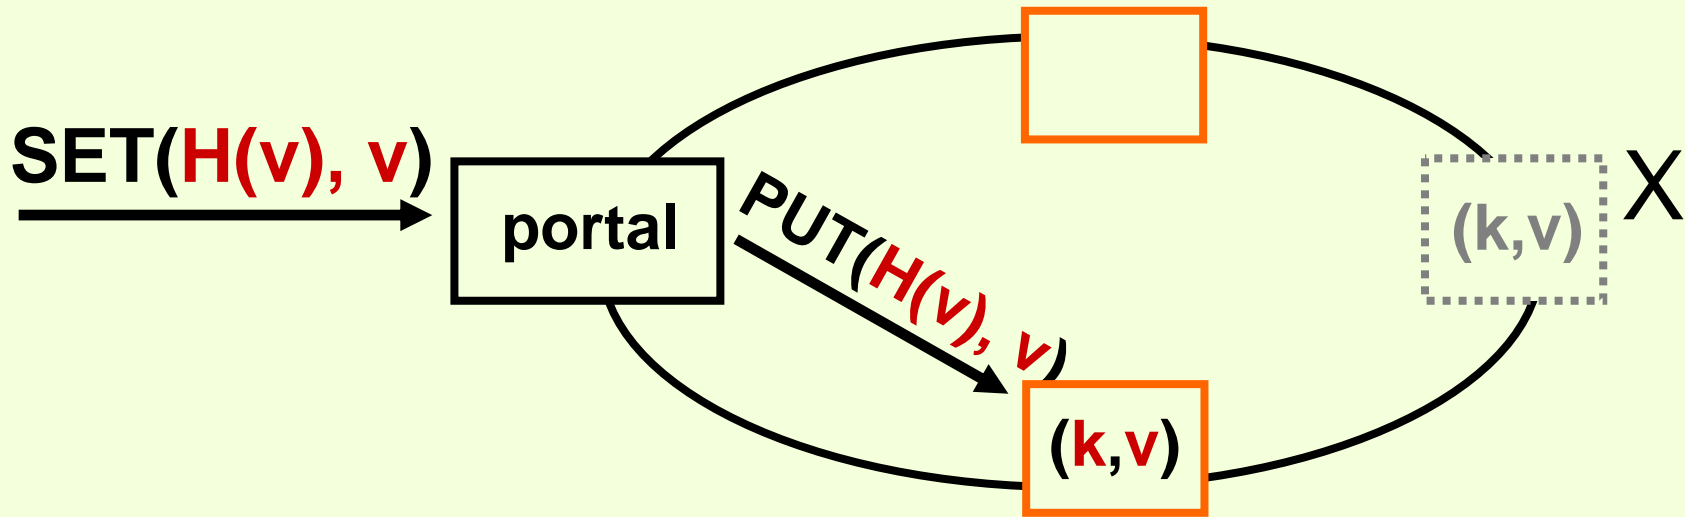 SET(H(v), v)
portal
PUT(H(v), v)
(k,v)
X
(k,v)